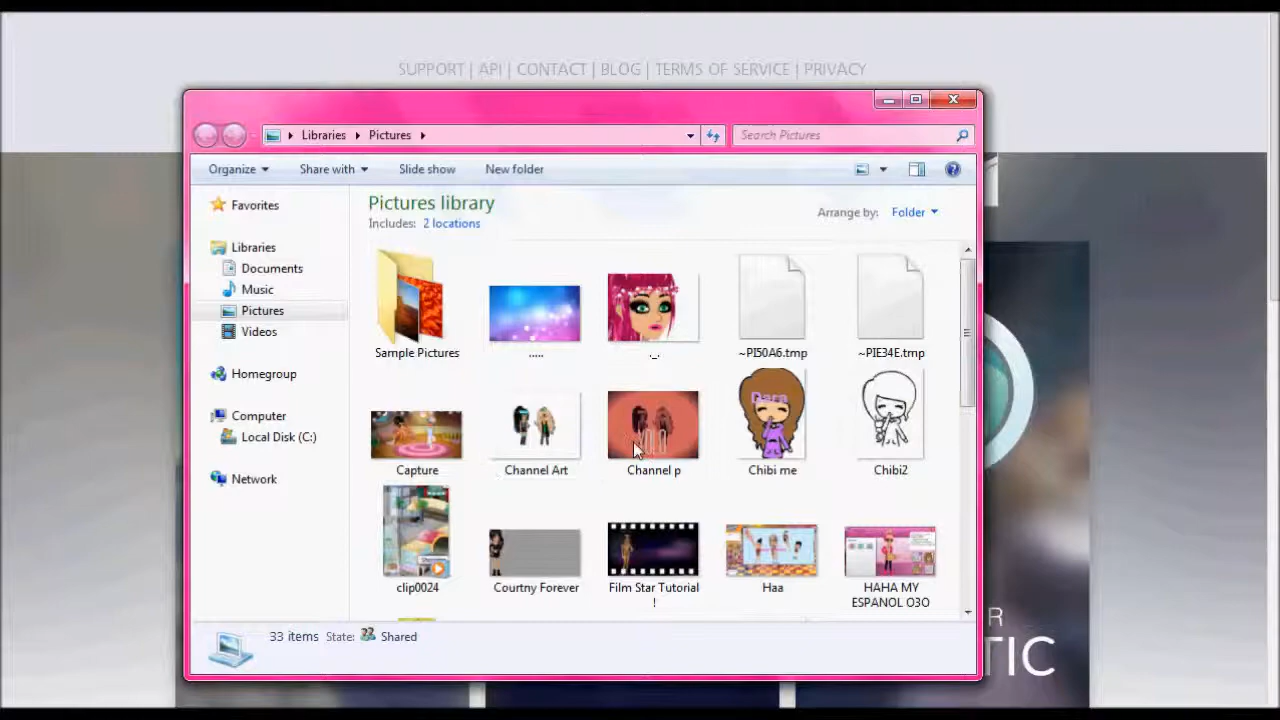 SUPPORT | API | CONTACT | BLOG | TERMS OF SERVICE | PRIVACY
Libraries Pictures
Search Pictures
Organize Share with Slide show New folder
Pictures library
Includes: 2 locations
Arrange by: Folder
Favorites
Libraries
Documents
Music
Pictures
Videos
Homegroup
Computer
Local Disk (C:)
Network
Sample Pictures ..... _._ ~PI50A6.tmp ~PIE34E.tmp
YOLO
Capture Channel Art Channel p Chibi me Chibi2
clip0024 Courtny Forever Film Star Tutorial Haa HAHA MY
! ESPANOL O3O
33 items State: Shared
R
TIC